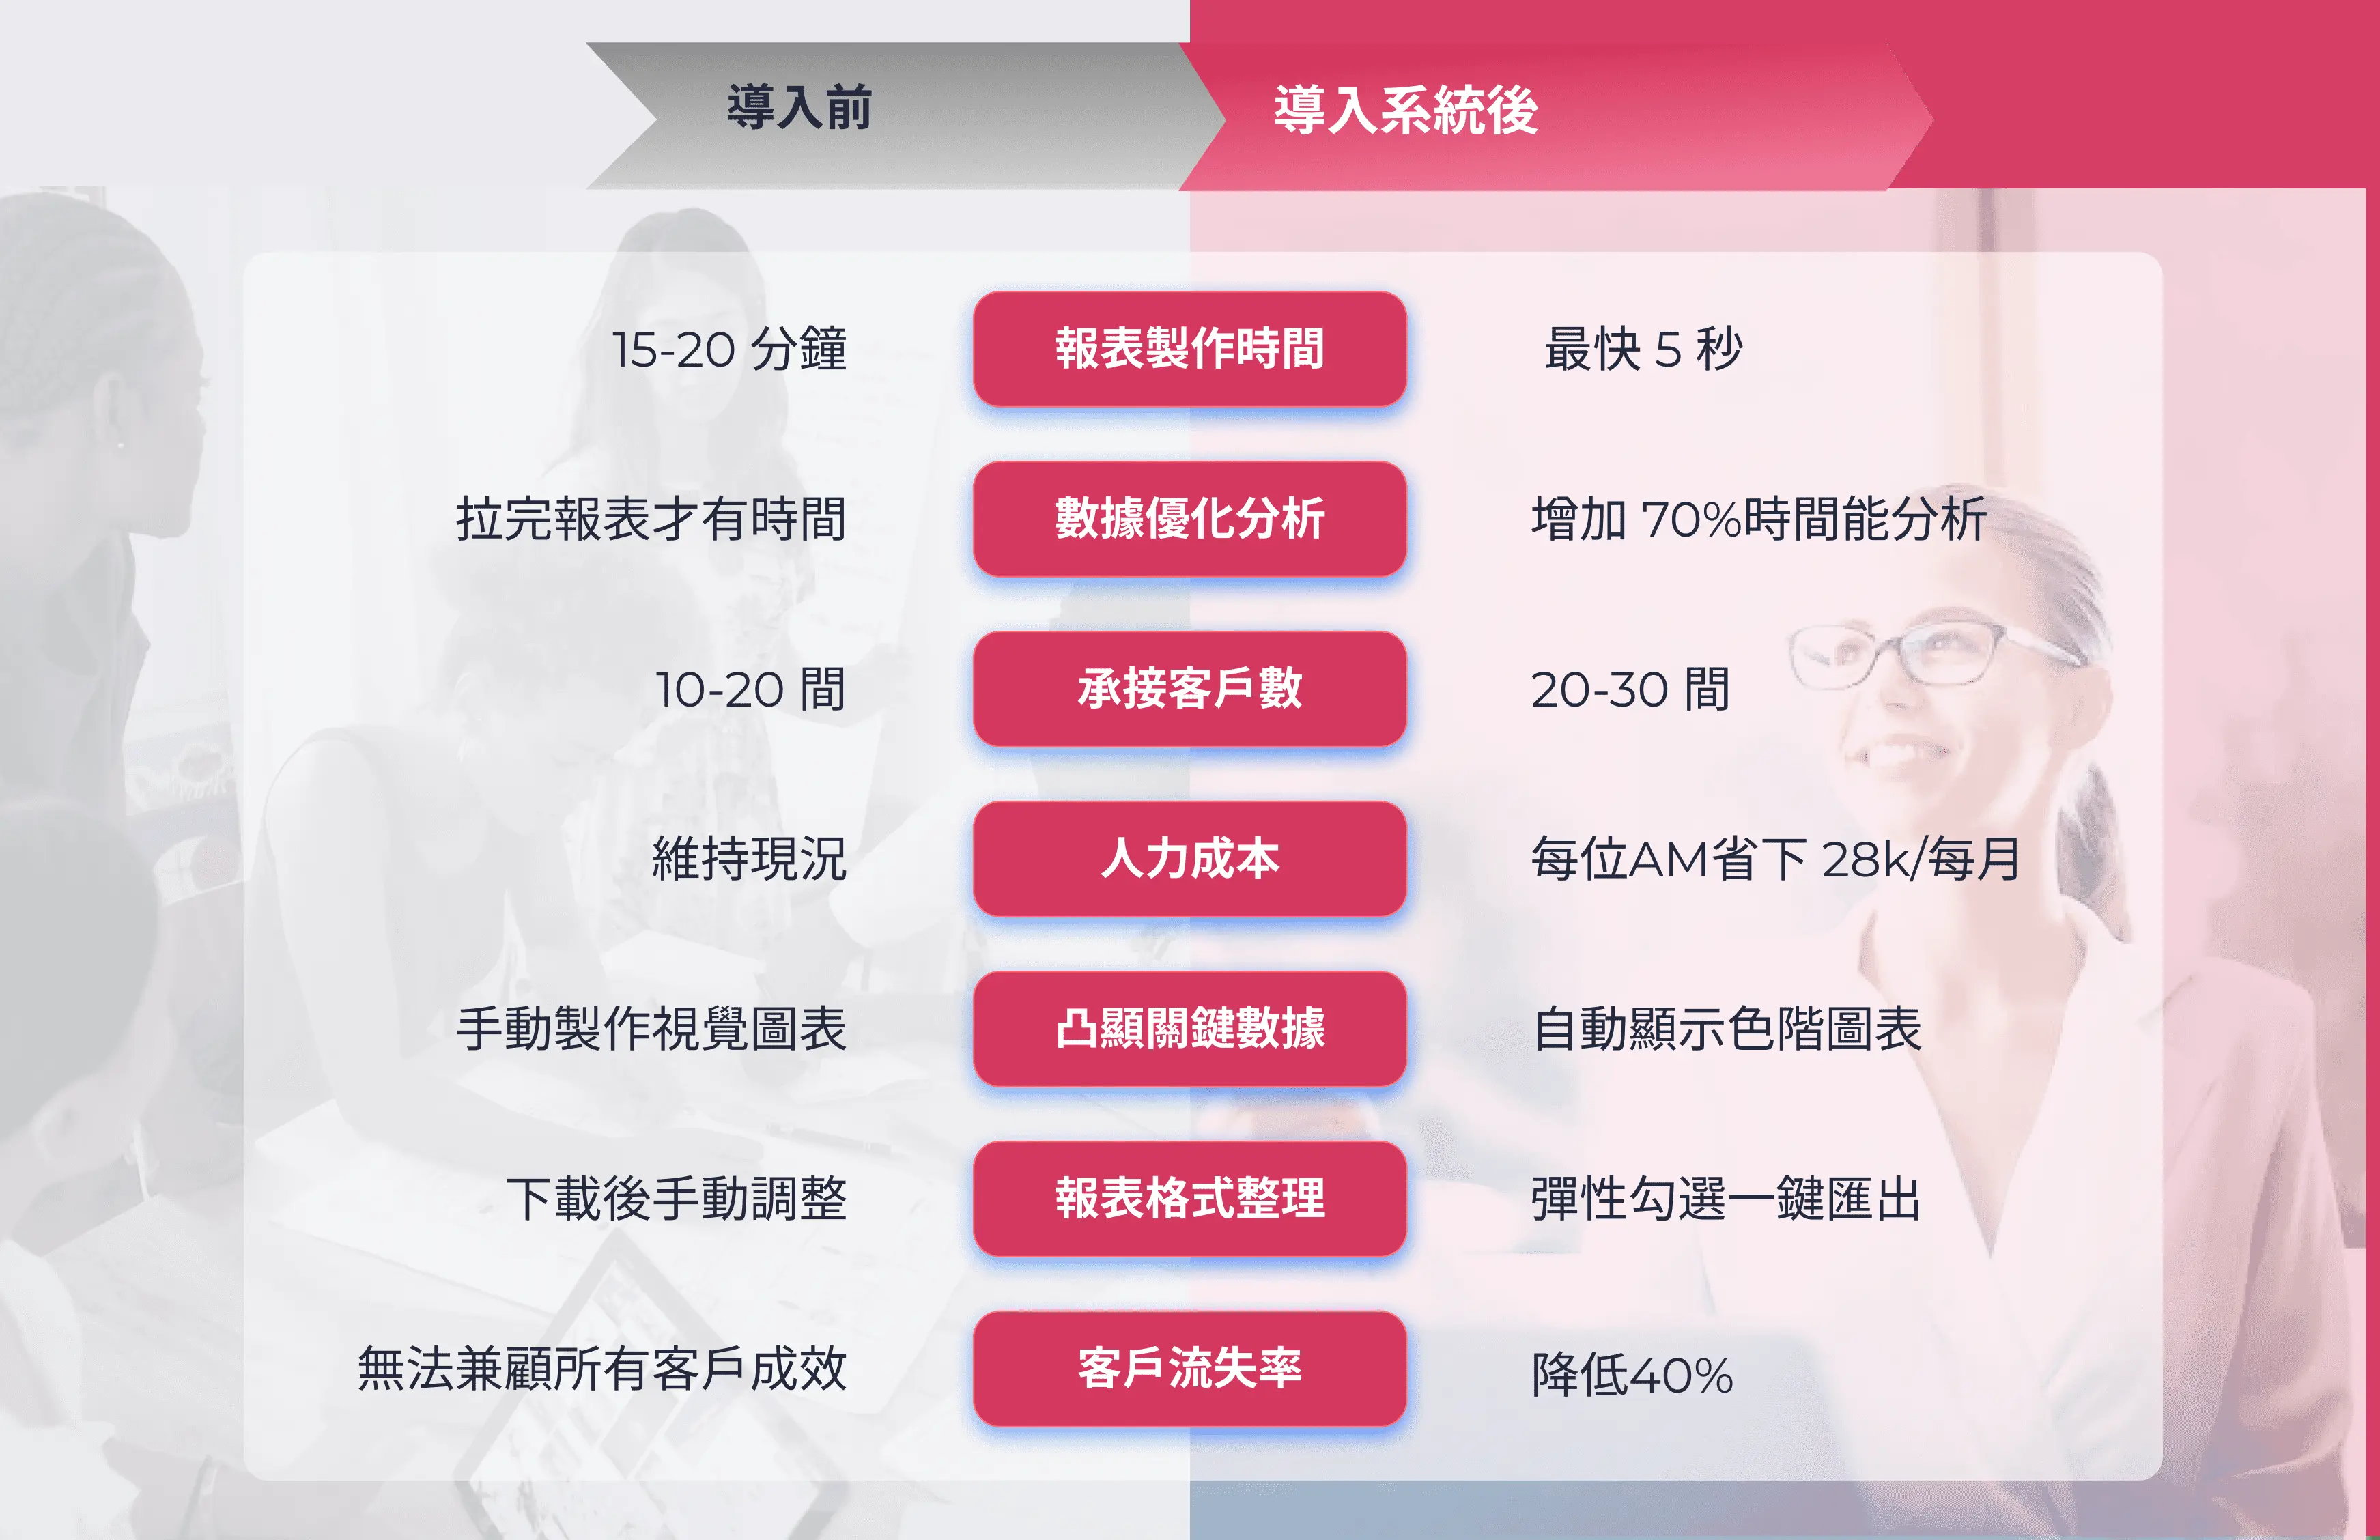 導入前
導入系統後
15-20 分鐘
報表製作時間
最快 5 秒
拉完報表才有時間
數據優化分析
增加 70%時間能分析
10-20 間
承接客戶數
20-30 間
維持現況
人力成本
每位AM省下 28k/每月
手動製作視覺圖表
凸顯關鍵數據
自動顯示色階圖表
下載後手動調整
報表格式整理
彈性勾選一鍵匯出
無法兼顧所有客戶成效
客戶流失率
降低40%